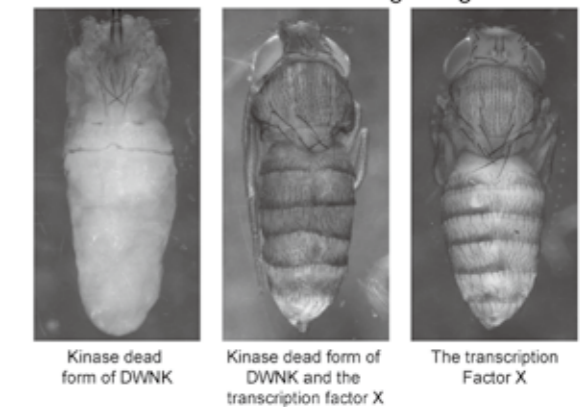 Kinase dead
form of DWNK
Kinase dead form of
DWNK and the
transcription factor X
The transcription
Factor X